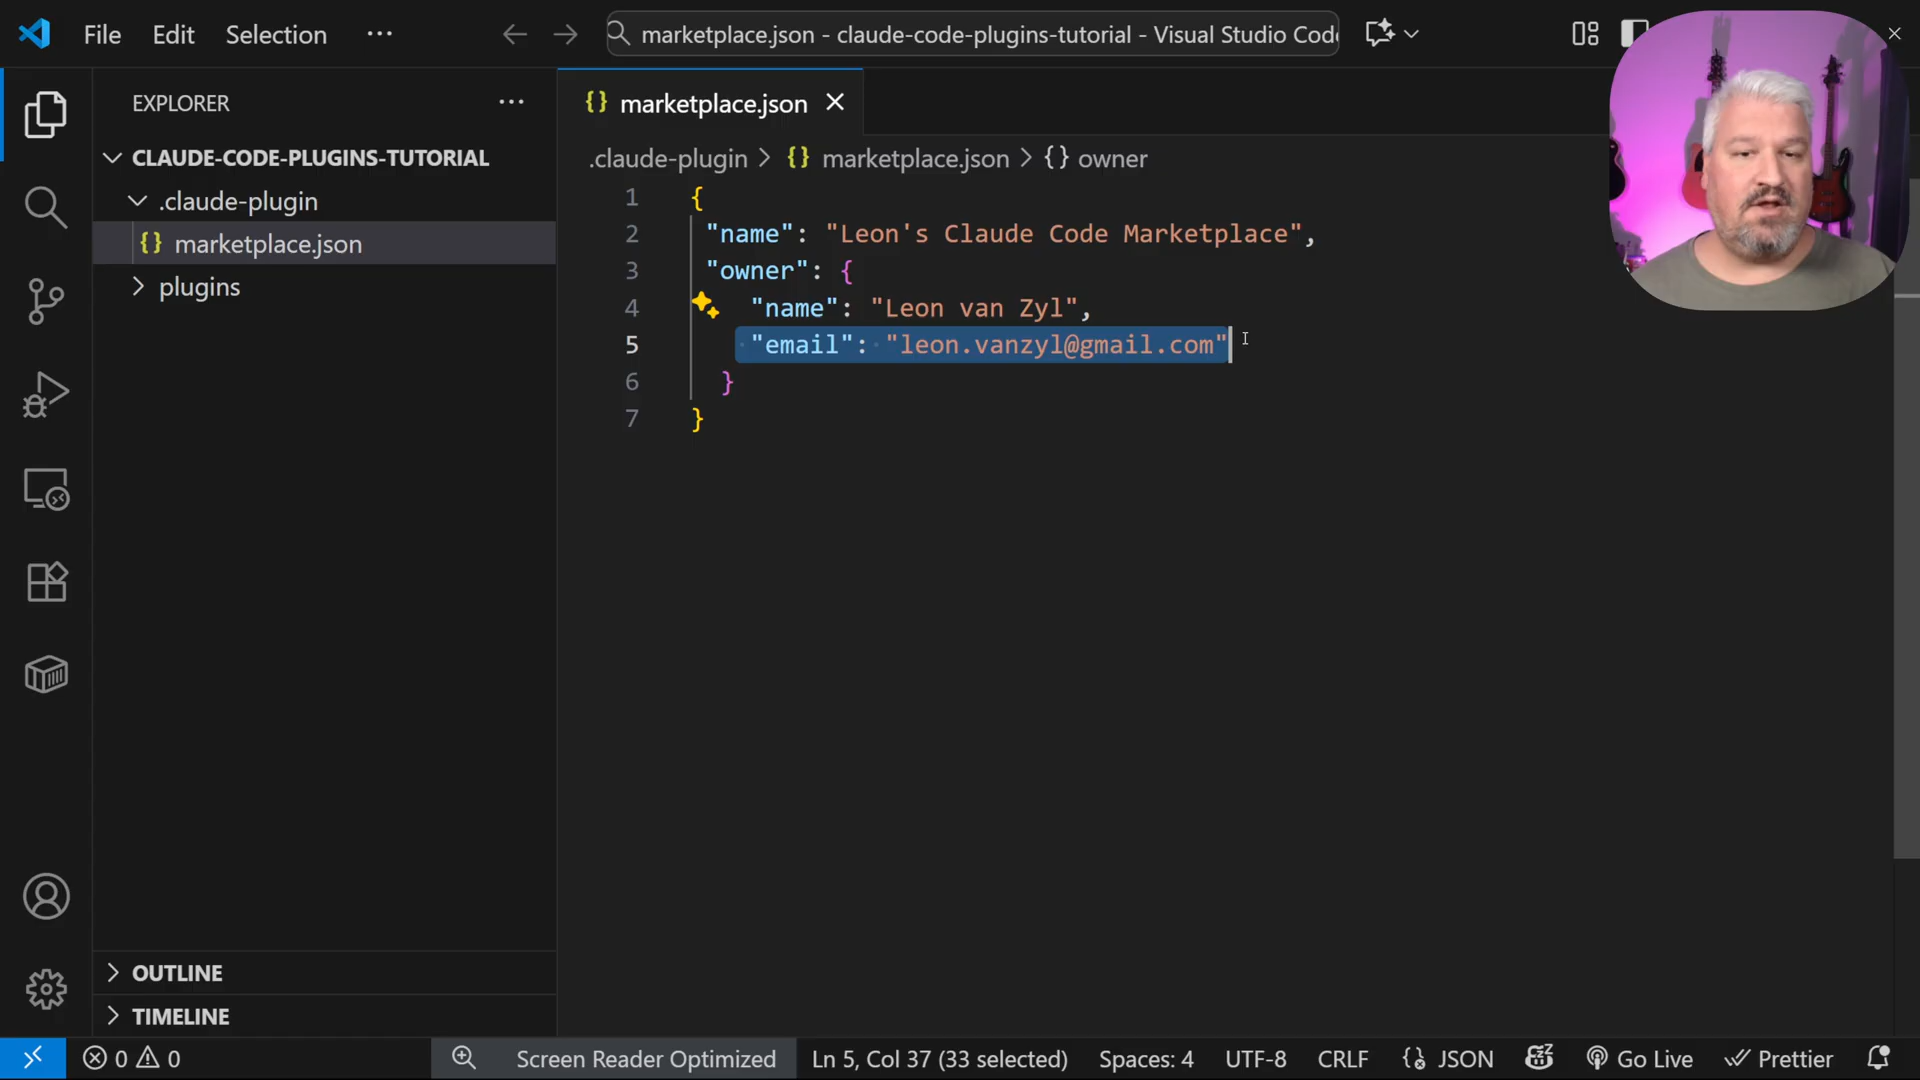 File Edit Selection ···
marketplace.json - claude-code-plugins-tutorial - Visual Studio Code
EXPLORER ···
CLAUDE-CODE-PLUGINS-TUTORIAL
.claude-plugin
{} marketplace.json
plugins
OUTLINE
TIMELINE
{} marketplace.json
.claude-plugin > {} marketplace.json > {} owner
1 {
2 "name": "Leon's Claude Code Marketplace",
3 "owner": {
4 "name": "Leon van Zyl",
5 "email": "leon.vanzyl@gmail.com"
6 }
7 }
0 0 Screen Reader Optimized Ln 5, Col 37 (33 selected) Spaces: 4 UTF-8 CRLF {} JSON Go Live Prettier